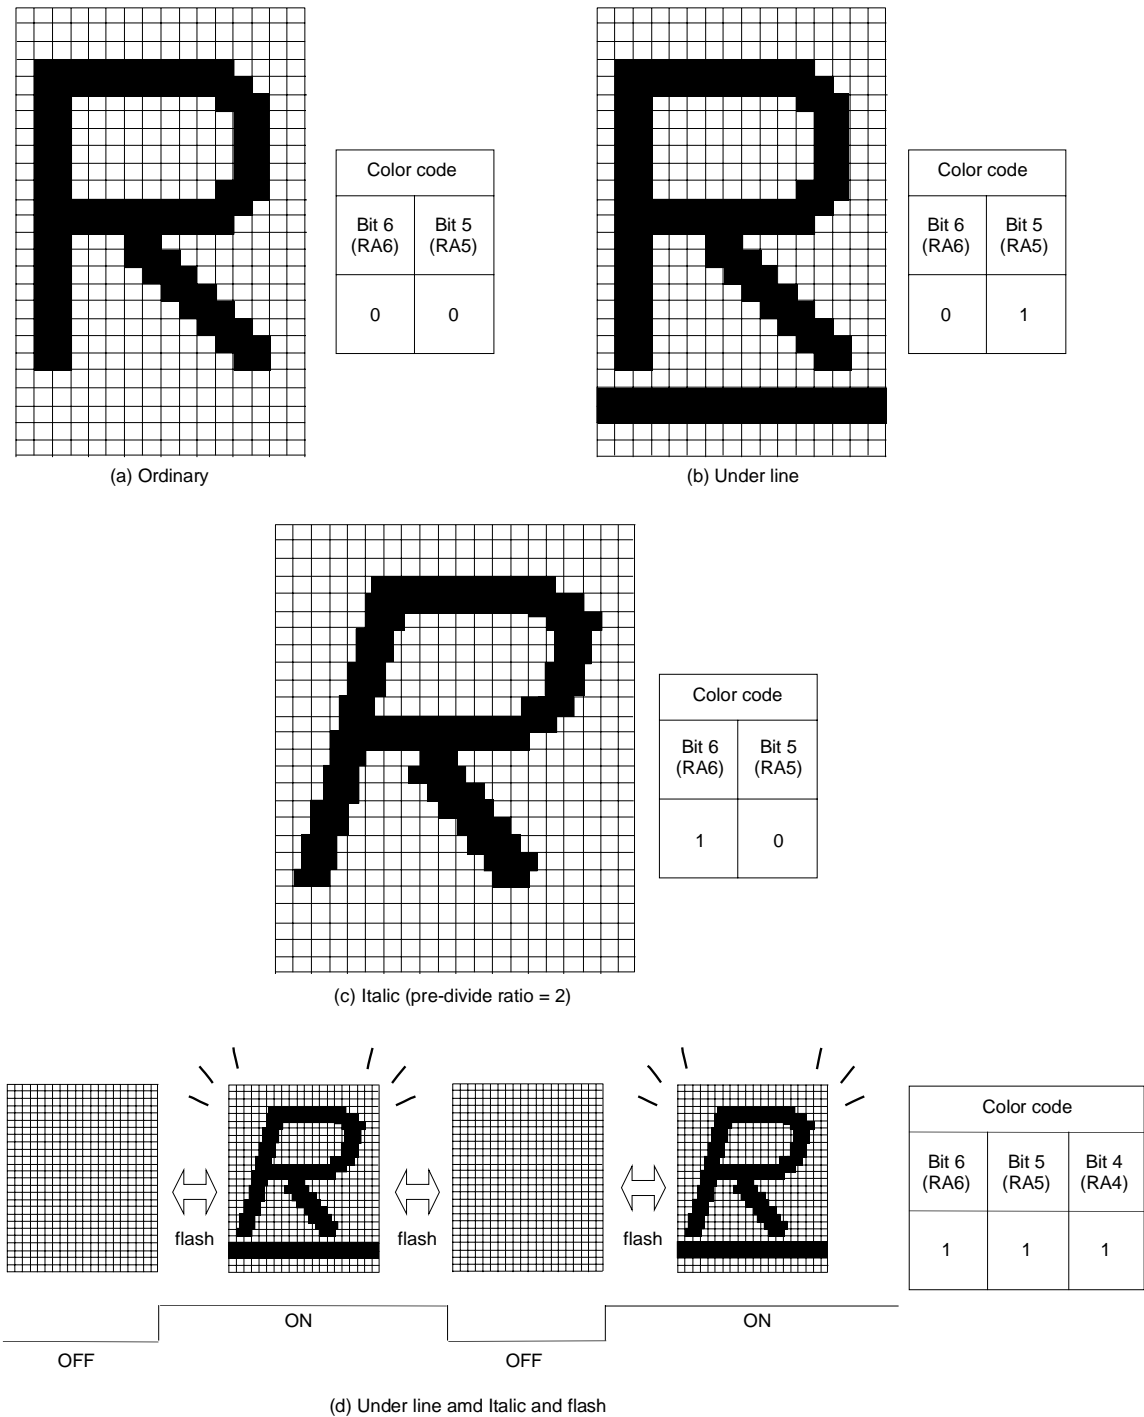 Color code
Bit 6 Bit 5
(RA6) (RA5)
0 0
(a) Ordinary
Color code
Bit 6 Bit 5
(RA6) (RA5)
0 1
(b) Under line
Color code
Bit 6 Bit 5
(RA6) (RA5)
1 0
(c) Italic (pre-divide ratio = 2)
flash flash flash
Color code
Bit 6 Bit 5 Bit 4
(RA6) (RA5) (RA4)
1 1 1
ON ON
OFF OFF
(d) Under line amd Italic and flash